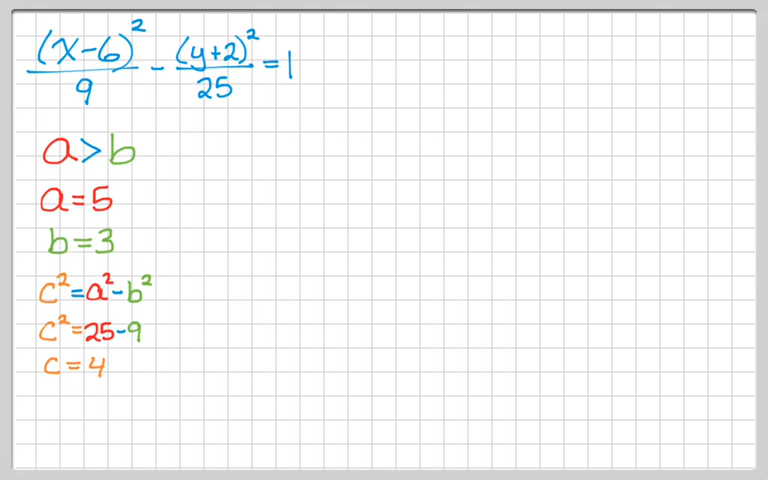 (x-6)²/9 - (y+2)²/25 = 1
a > b
a = 5
b = 3
c² = a² - b²
c² = 25 - 9
c = 4